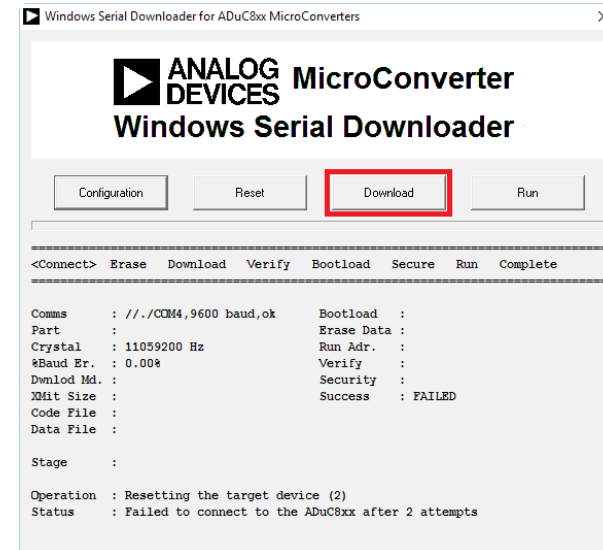 Windows Serial Downloader for ADuC8xx MicroConverters
ANALOG DEVICES MicroConverter
Windows Serial Downloader
Configuration Reset Download Run
<Connect> Erase Download Verify Bootload Secure Run Complete
Comms : //./COM4,9600 baud,ok Bootload :
Part : Erase Data :
Crystal : 11059200 Hz Run Adr. :
%Baud Er. : 0.00% Verify :
Dwnlod Md. : Security :
XMit Size : Success : FAILED
Code File :
Data File :
Stage :
Operation : Resetting the target device (2)
Status : Failed to connect to the ADuC8xx after 2 attempts